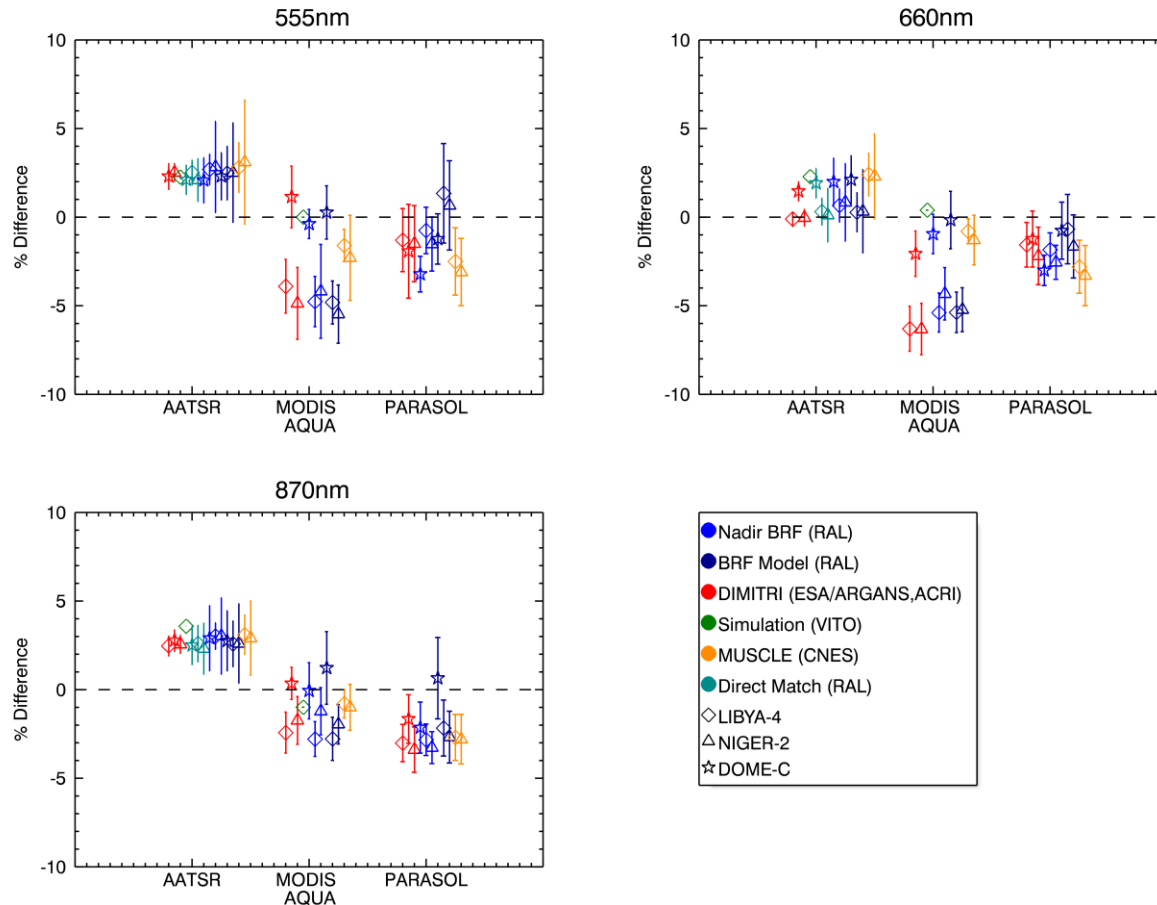 555nm
10
5
0
-5
-10
% Difference
AATSR
MODIS
AQUA
PARASOL
660nm
10
5
0
-5
-10
% Difference
AATSR
MODIS
AQUA
PARASOL
870nm
10
5
0
-5
-10
% Difference
AATSR
MODIS
AQUA
PARASOL
Nadir BRF (RAL)
BRF Model (RAL)
DIMITRI (ESA/ARGANS,ACRI)
Simulation (VITO)
MUSCLE (CNES)
Direct Match (RAL)
LIBYA-4
NIGER-2
DOME-C